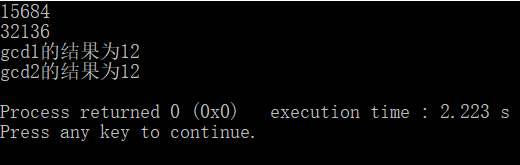 15684
32136
gcd1的结果为12
gcd2的结果为12
Process returned 0 (0x0)   execution time : 2.223 s
Press any key to continue.